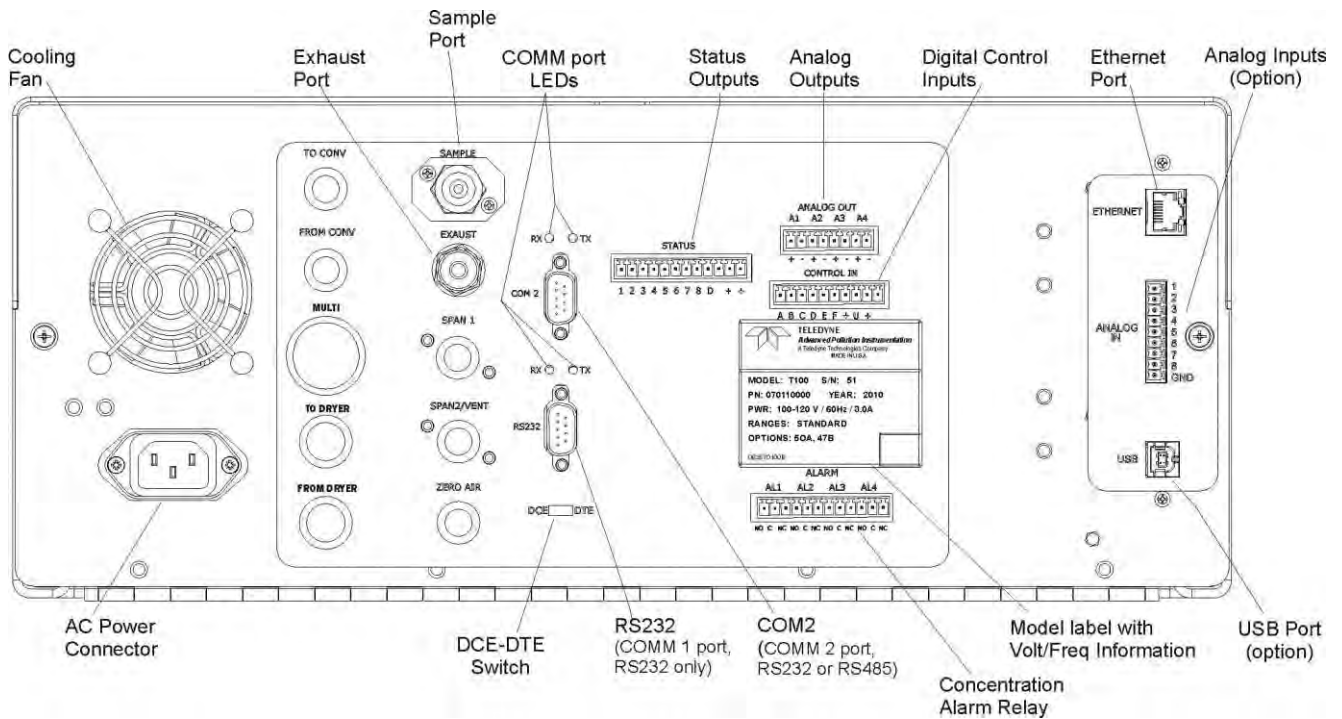 Cooling
Fan
Exhaust
Port
Sample
Port
COMM port
LEDs
Status
Outputs
Analog
Outputs
Digital Control
Inputs
Ethernet
Port
Analog Inputs
(Option)
TO CONV
FROM CONV
MULTI
TO DRYER
FROM DRYER
SAMPLE
EXAUST
SPAN 1
SPAN2/VENT
ZERO AIR
RX TX
COM 2
RX TX
RS232
DCE DTE
STATUS
1 2 3 4 5 6 7 8 D + ÷
ANALOG OUT
A1 A2 A3 A4
+ - + - + - + -
CONTROL IN
A B C D E F ÷ U ÷
TELEDYNE
Advanced Pollution Instrumentation
A Teledyne Technologies Company
MADE IN USA
MODEL: T100 S/N: 51
PN: 070110000 YEAR: 2010
PWR: 100-120 V / 60Hz / 3.0A
RANGES: STANDARD
OPTIONS: 50A, 47B
ALARM
AL1 AL2 AL3 AL4
NO C NC NO C NC NO C NC NO C NC
ETHERNET
ANALOG
IN
1
2
3
4
5
6
7
8
GND
USB
AC Power
Connector
DCE-DTE
Switch
RS232
(COMM 1 port,
RS232 only)
COM2
(COMM 2 port,
RS232 or RS485)
Model label with
Volt/Freq Information
Concentration
Alarm Relay
USB Port
(option)